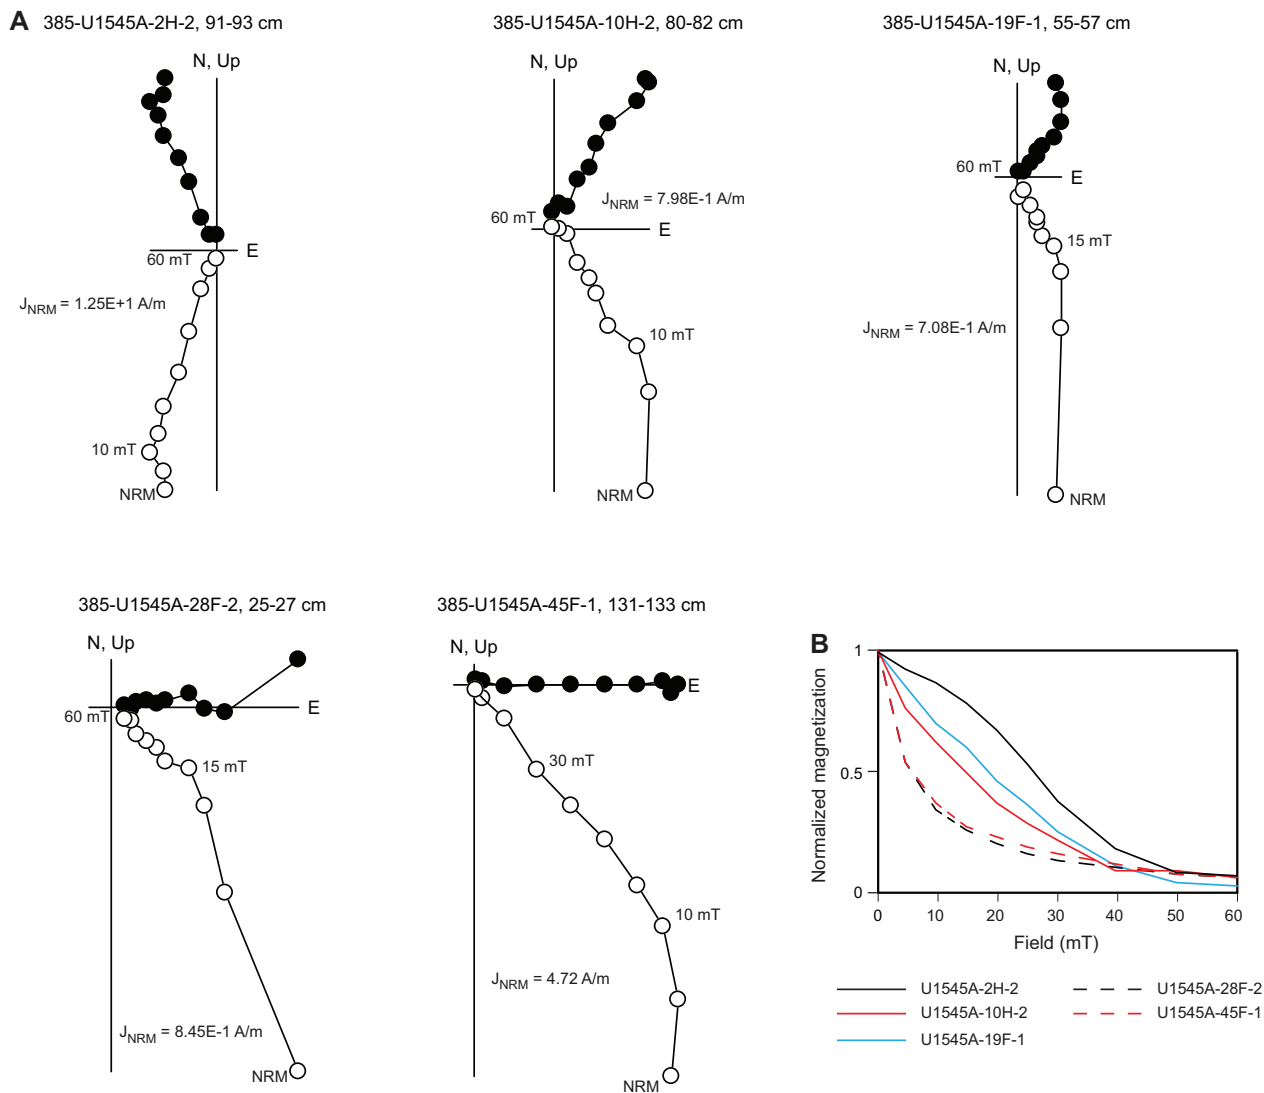 A
385-U1545A-2H-2, 91-93 cm
N, Up
E
60 mT
JNRM = 1.25E+1 A/m
10 mT
NRM
385-U1545A-10H-2, 80-82 cm
N, Up
JNRM = 7.98E-1 A/m
60 mT
E
10 mT
NRM
385-U1545A-19F-1, 55-57 cm
N, Up
60 mT
E
15 mT
JNRM = 7.08E-1 A/m
NRM
385-U1545A-28F-2, 25-27 cm
N, Up
E
60 mT
15 mT
JNRM = 8.45E-1 A/m
NRM
385-U1545A-45F-1, 131-133 cm
N, Up
E
30 mT
10 mT
JNRM = 4.72 A/m
NRM
B
Normalized magnetization
1
0.5
0
0 10 20 30 40 50 60
Field (mT)
U1545A-2H-2
U1545A-10H-2
U1545A-19F-1
U1545A-28F-2
U1545A-45F-1